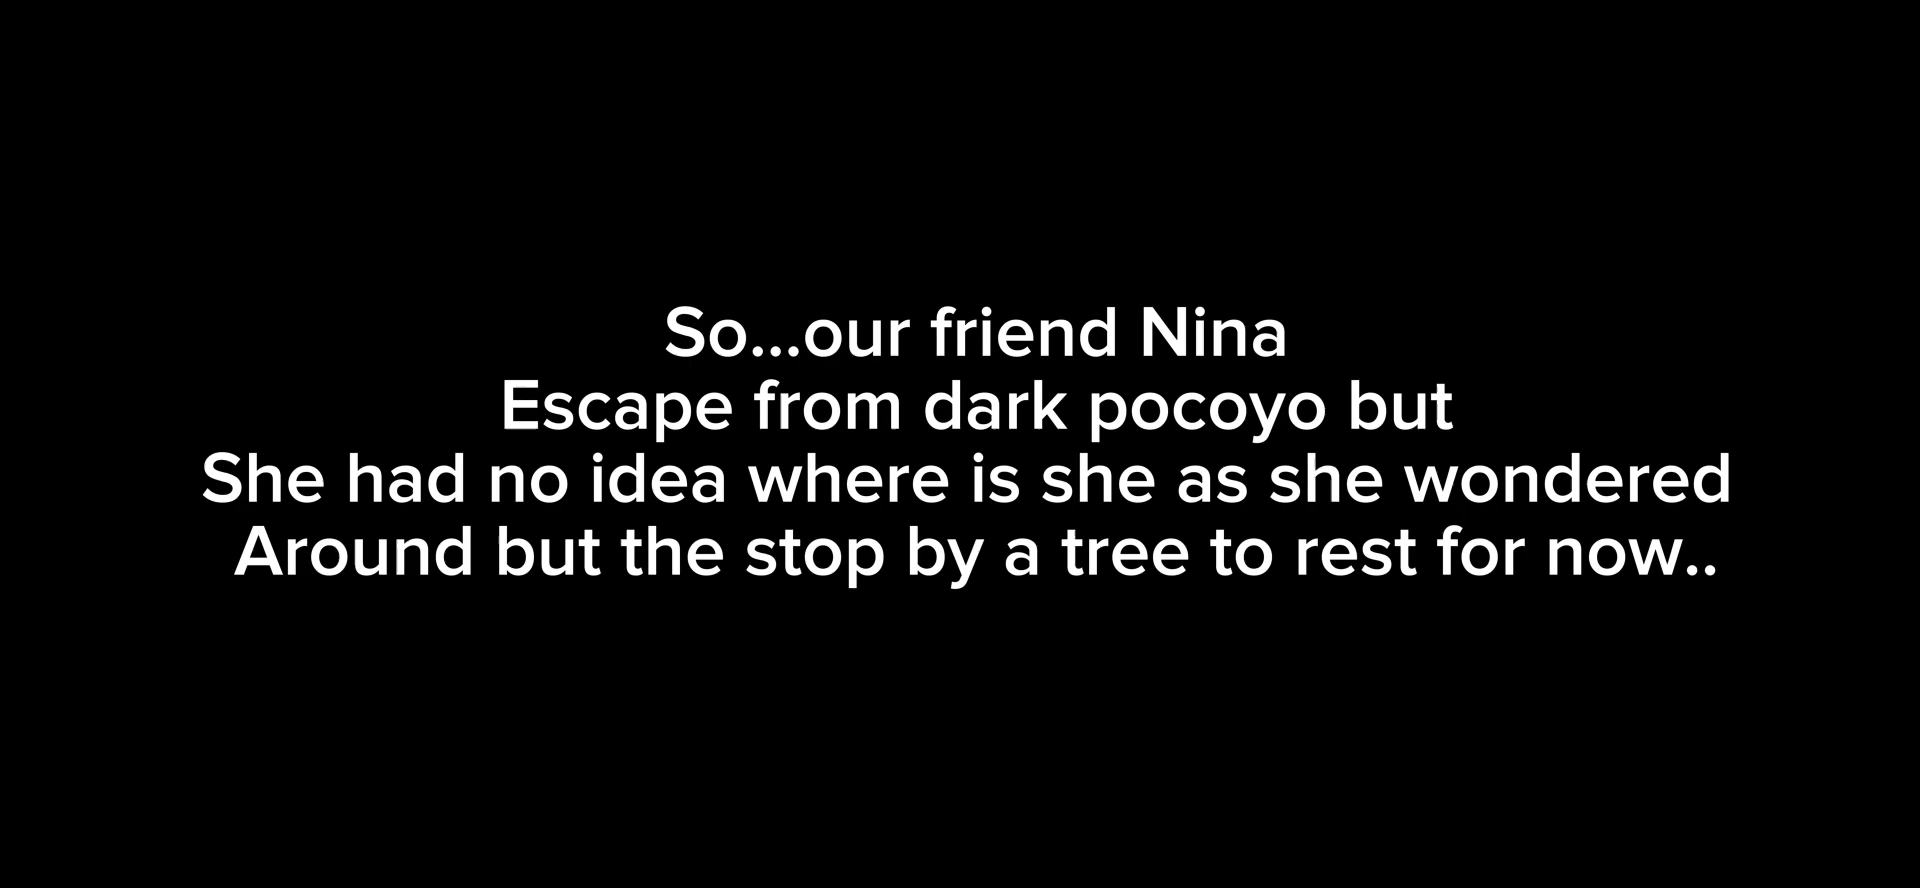 So...our friend Nina
Escape from dark pocoyo but
She had no idea where is she as she wondered
Around but the stop by a tree to rest for now..